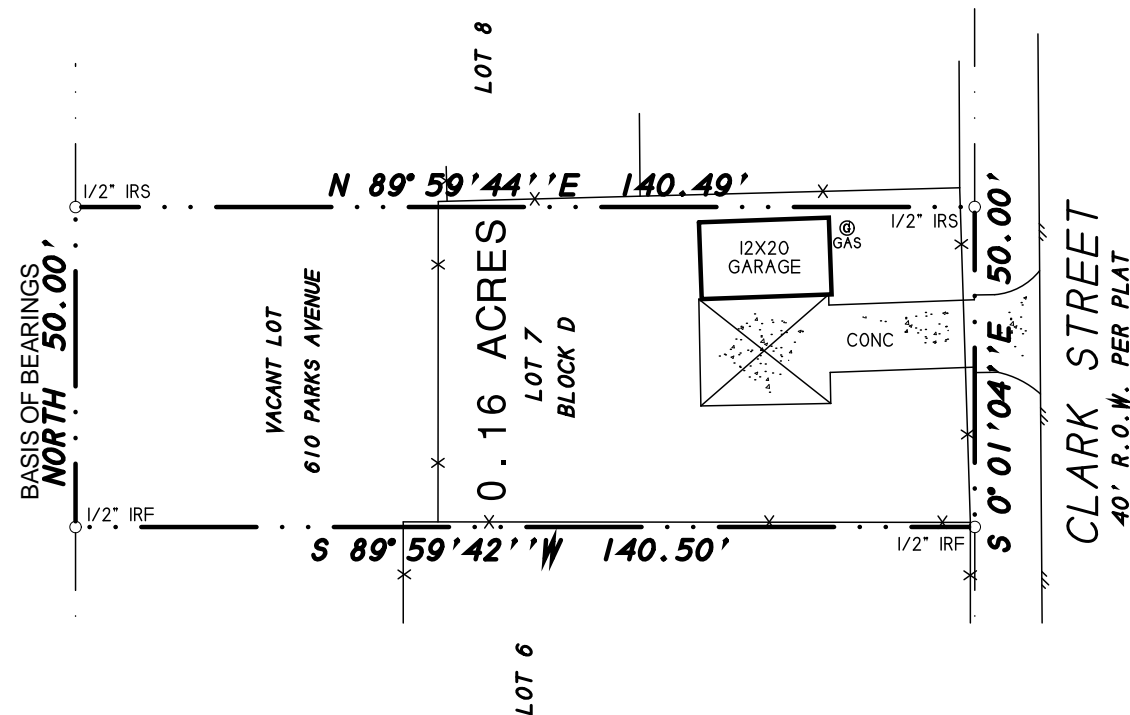 LOT 8
1/2" IRS
N 89° 59'44''E 140.49'
1/2" IRS
BASIS OF BEARINGS
NORTH 50.00'
VACANT LOT
610 PARKS AVENUE
0.16 ACRES
LOT 7
BLOCK D
12X20
GARAGE
G
GAS
CONC
S 0°01'04'E 50.00'
CLARK STREET
40' R.O.W. PER PLAT
1/2" IRF
S 89°59'42''W 140.50'
1/2" IRF
LOT 6